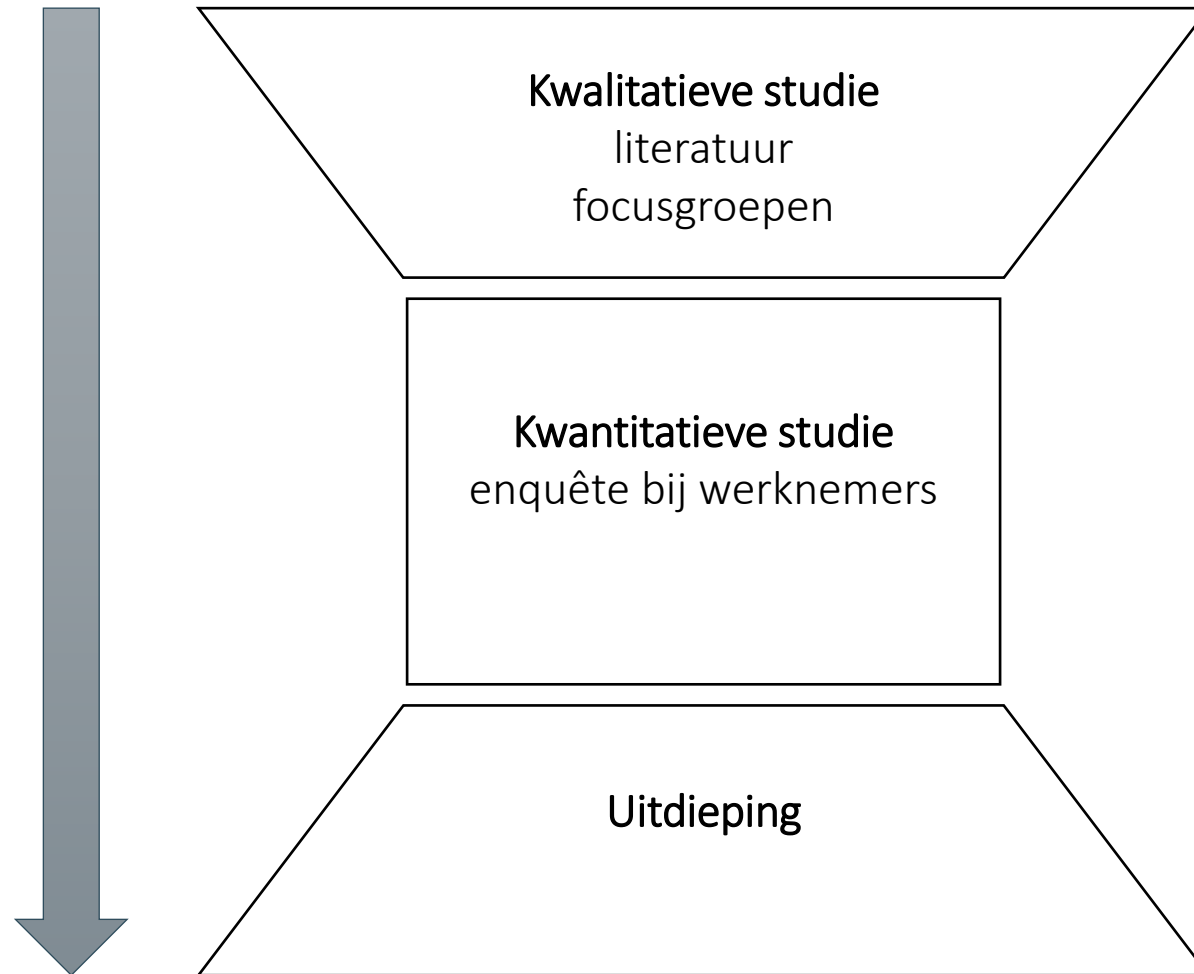 Kwalitatieve studie
literatuur
focusgroepen
Kwantitatieve studie
enquête bij werknemers
Uitdieping